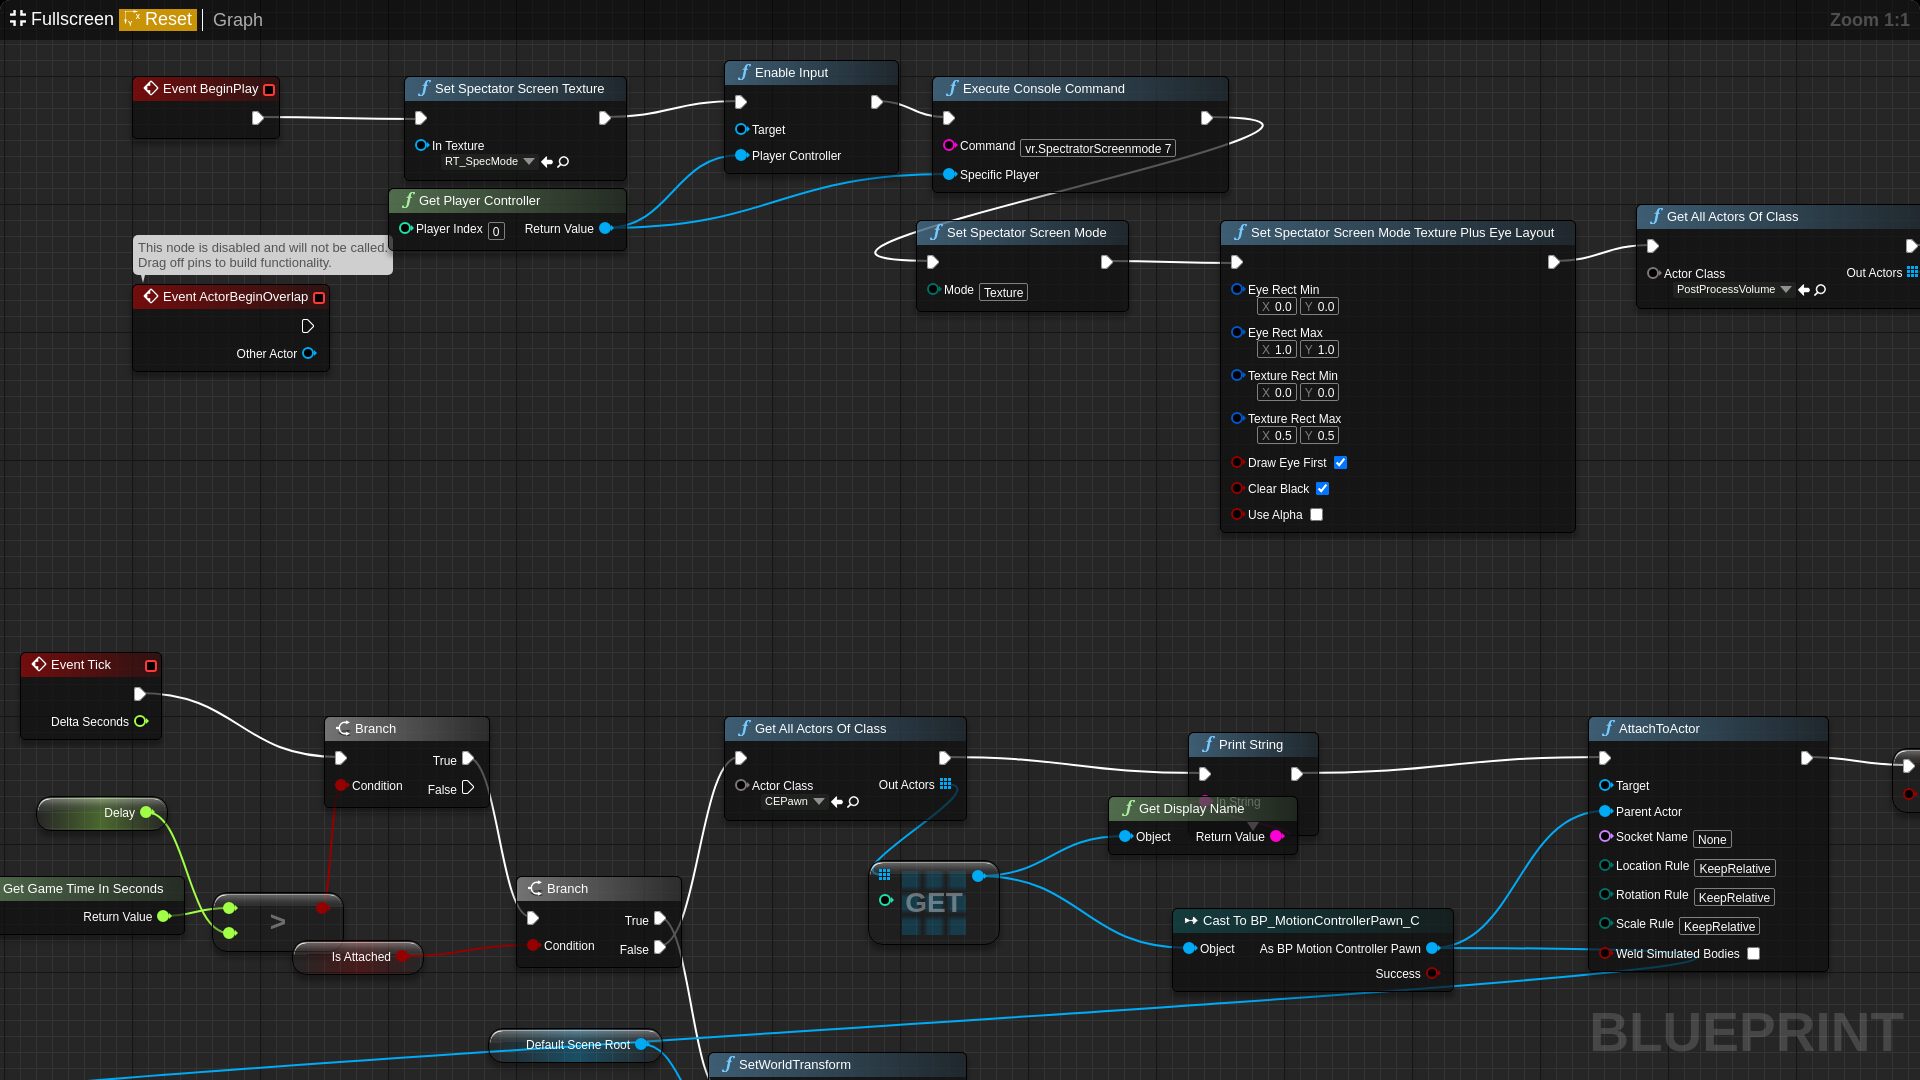 Fullscreen Reset Graph Zoom 1:1
Event BeginPlay
Set Spectator Screen Texture
In Texture
RT_SpecMode
Enable Input
Target
Player Controller
Execute Console Command
Command vr.SpectratorScreenmode 7
Specific Player
Get Player Controller
Player Index 0 Return Value
This node is disabled and will not be called.
Drag off pins to build functionality.
Event ActorBeginOverlap
Other Actor
Set Spectator Screen Mode
Mode Texture
Set Spectator Screen Mode Texture Plus Eye Layout
Eye Rect Min
X 0.0 Y 0.0
Eye Rect Max
X 1.0 Y 1.0
Texture Rect Min
X 0.0 Y 0.0
Texture Rect Max
X 0.5 Y 0.5
Draw Eye First
Clear Black
Use Alpha
Get All Actors Of Class
Actor Class Out Actors
PostProcessVolume
Event Tick
Delta Seconds
Branch
True
Condition
False
Delay
Get Game Time In Seconds
Return Value
>
Is Attached
Branch
True
Condition
False
Get All Actors Of Class
Actor Class Out Actors
CEPawn
GET
Print String
In String
Get Display Name
Object Return Value
Cast To BP_MotionControllerPawn_C
Object As BP Motion Controller Pawn
Success
AttachToActor
Target
Parent Actor
Socket Name None
Location Rule KeepRelative
Rotation Rule KeepRelative
Scale Rule KeepRelative
Weld Simulated Bodies
Default Scene Root
SetWorldTransform
BLUEPRINT